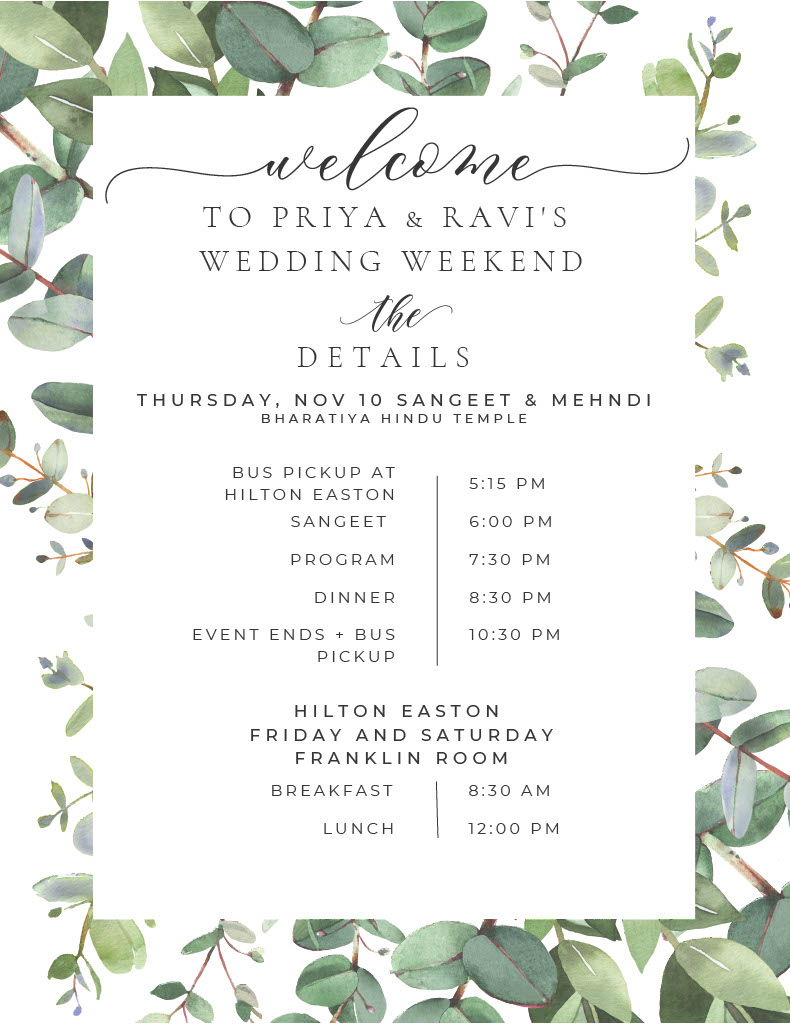 welcome
TO PRIYA & RAVI'S
WEDDING WEEKEND
the
DETAILS
THURSDAY, NOV 10 SANGEET & MEHNDI
BHARATIYA HINDU TEMPLE
BUS PICKUP AT
HILTON EASTON
5:15 PM
SANGEET 6:00 PM
PROGRAM 7:30 PM
DINNER 8:30 PM
EVENT ENDS + BUS 10:30 PM
PICKUP
HILTON EASTON
FRIDAY AND SATURDAY
FRANKLIN ROOM
BREAKFAST 8:30 AM
LUNCH 12:00 PM